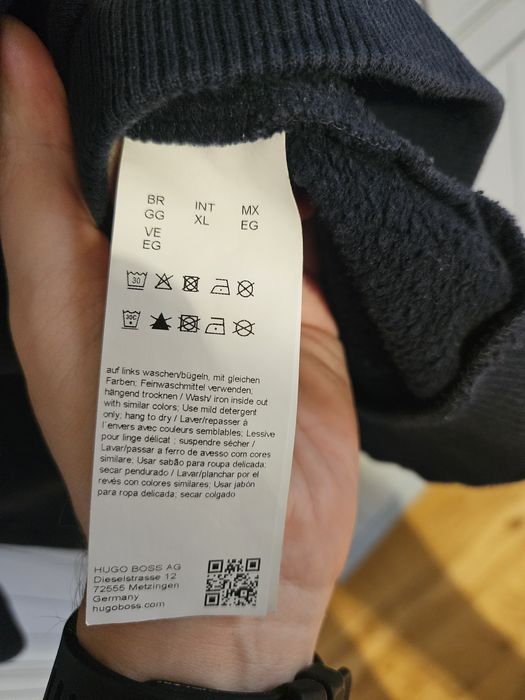 BR INT MX
GG XL EG
VE
EG
30
30C
auf links waschen/bügeln, mit gleichen
Farben; Feinwaschmittel verwenden;
hängend trocknen / Wash/ iron inside out
with similar colors; Use mild detergent
only; hang to dry / Laver/repasser à
l'envers avec couleurs semblables; Lessive
pour linge délicat ; suspendre sécher /
Lavar/passar a ferro de avesso com cores
similare; Usar sabão para roupa delicada;
secar pendurado / Lavar/planchar por el
revés con colores similares; Usar jabón
para ropa delicada; secar colgado
HUGO BOSS AG
Dieselstrasse 12
72555 Metzingen
Germany
hugoboss.com